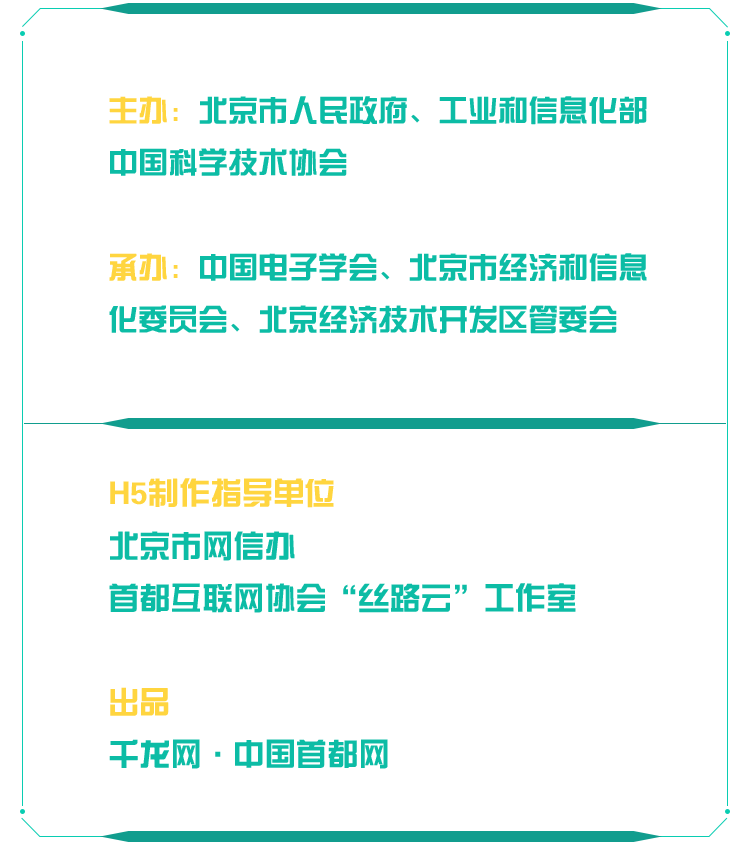 主办：北京市人民政府、工业和信息化部
中国科学技术协会
承办：中国电子学会、北京市经济和信息
化委员会、北京经济技术开发区管委会
H5制作指导单位
北京市网信办
首都互联网协会“丝路云”工作室
出品
千龙网·中国首都网